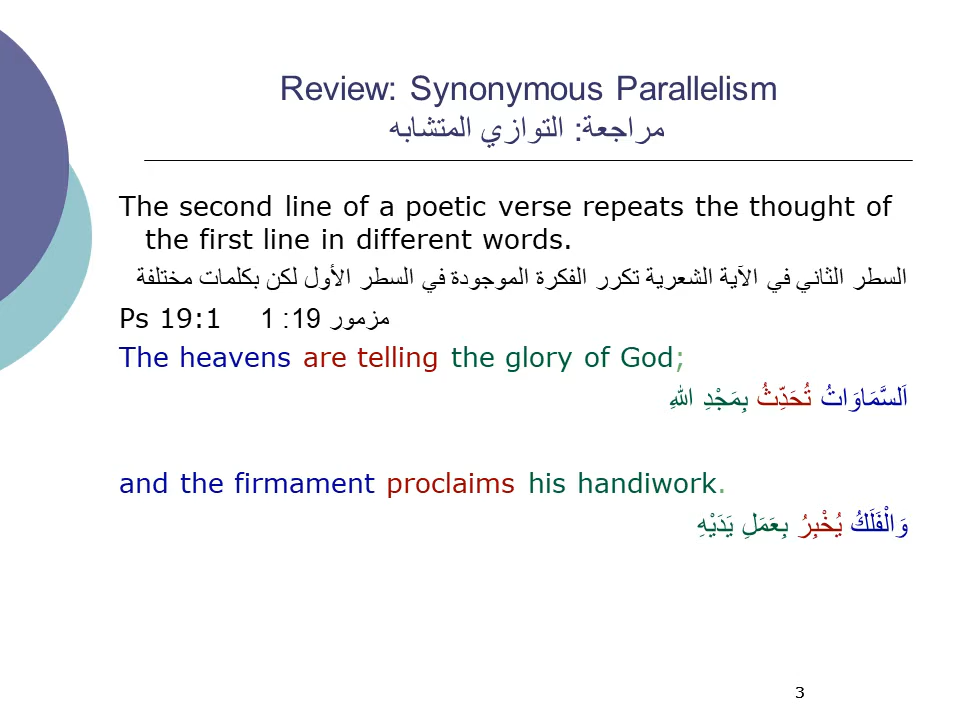 Review: Synonymous Parallelism
مراجعة: التوازي المتشابه
The second line of a poetic verse repeats the thought of
the first line in different words.
السطر الثاني في الآية الشعرية تكرر الفكرة الموجودة في السطر الأول لكن بكلمات مختلفة
Ps 19:1 مزمور 19: 1
The heavens are telling the glory of God;
اَلسَّمَاوَاتُ تُحَدِّثُ بِمَجْدِ اللهِ
and the firmament proclaims his handiwork.
وَالْفَلَكُ يُخْبِرُ بِعَمَلِ يَدَيْهِ
3